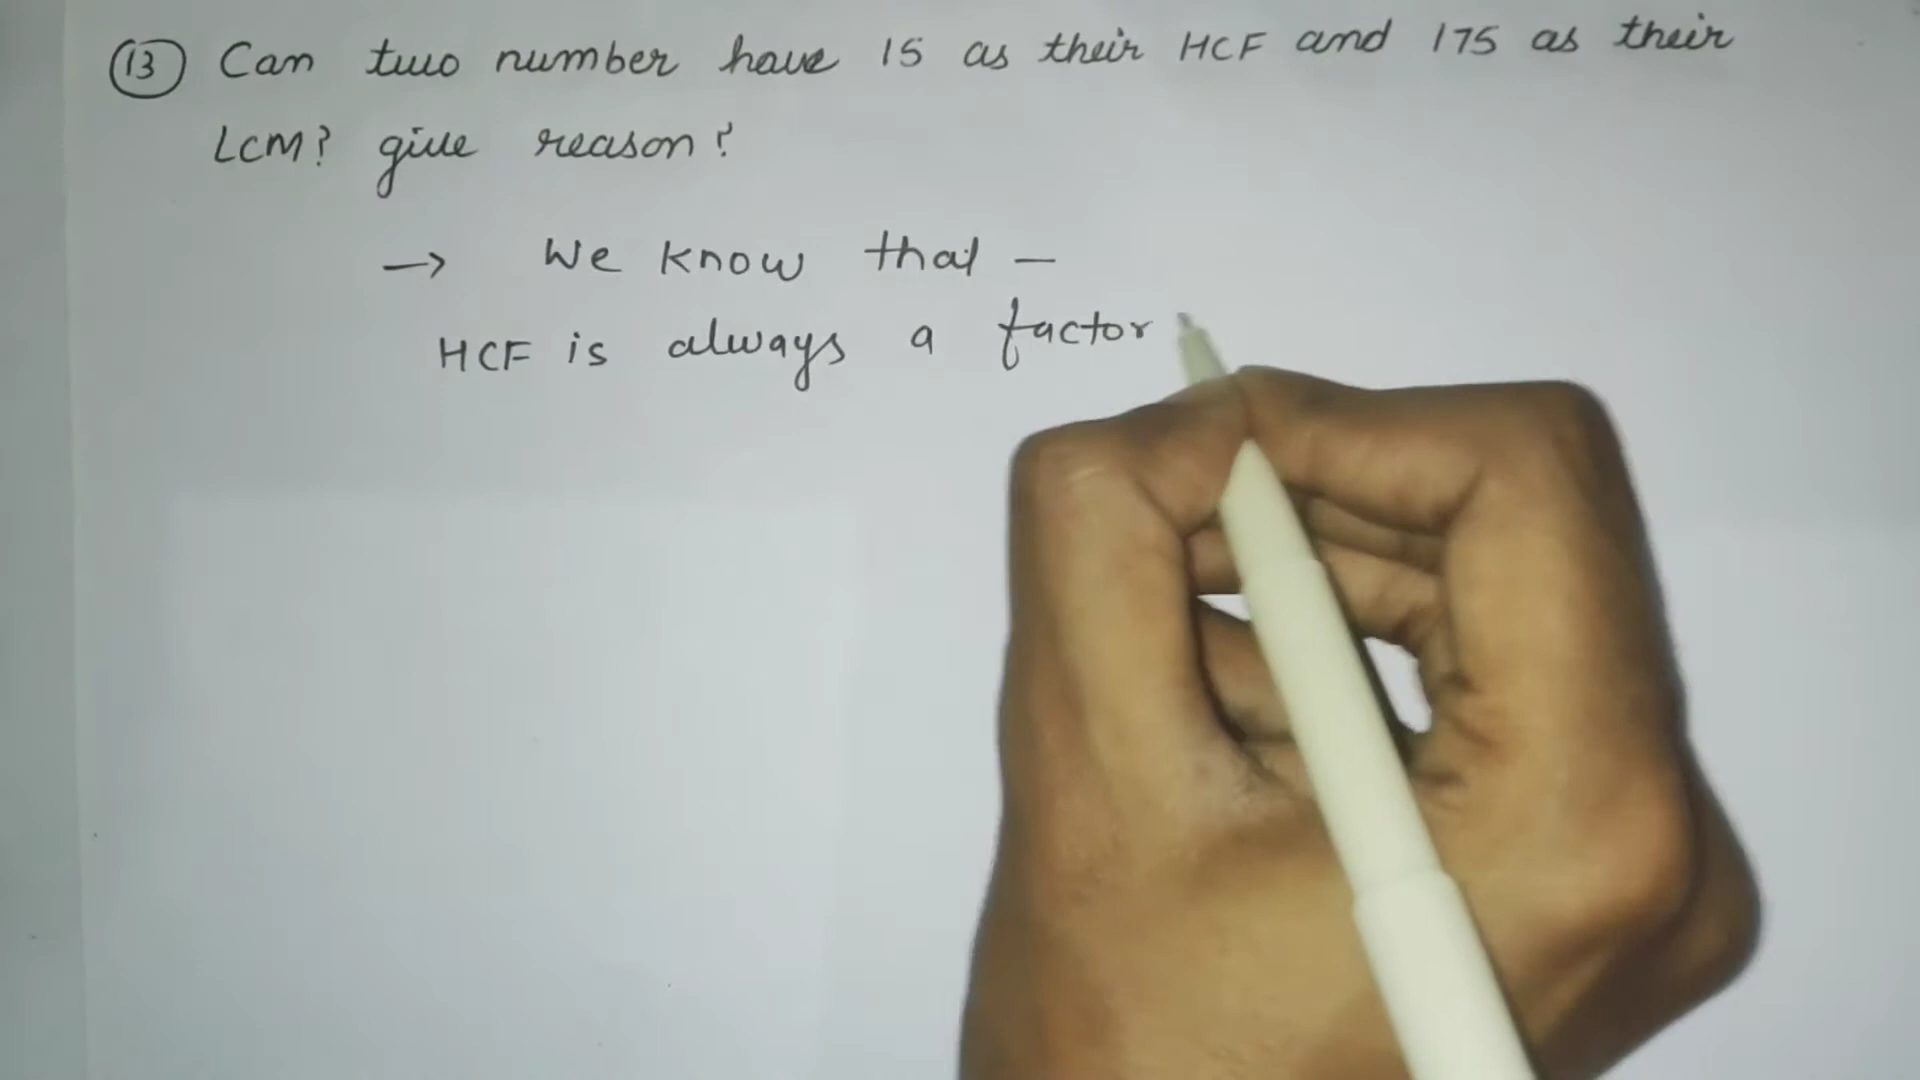 (13) Can two number have 15 as their HCF and 175 as their
LCM? give reason?
→ We know that —
HCF is always a factor